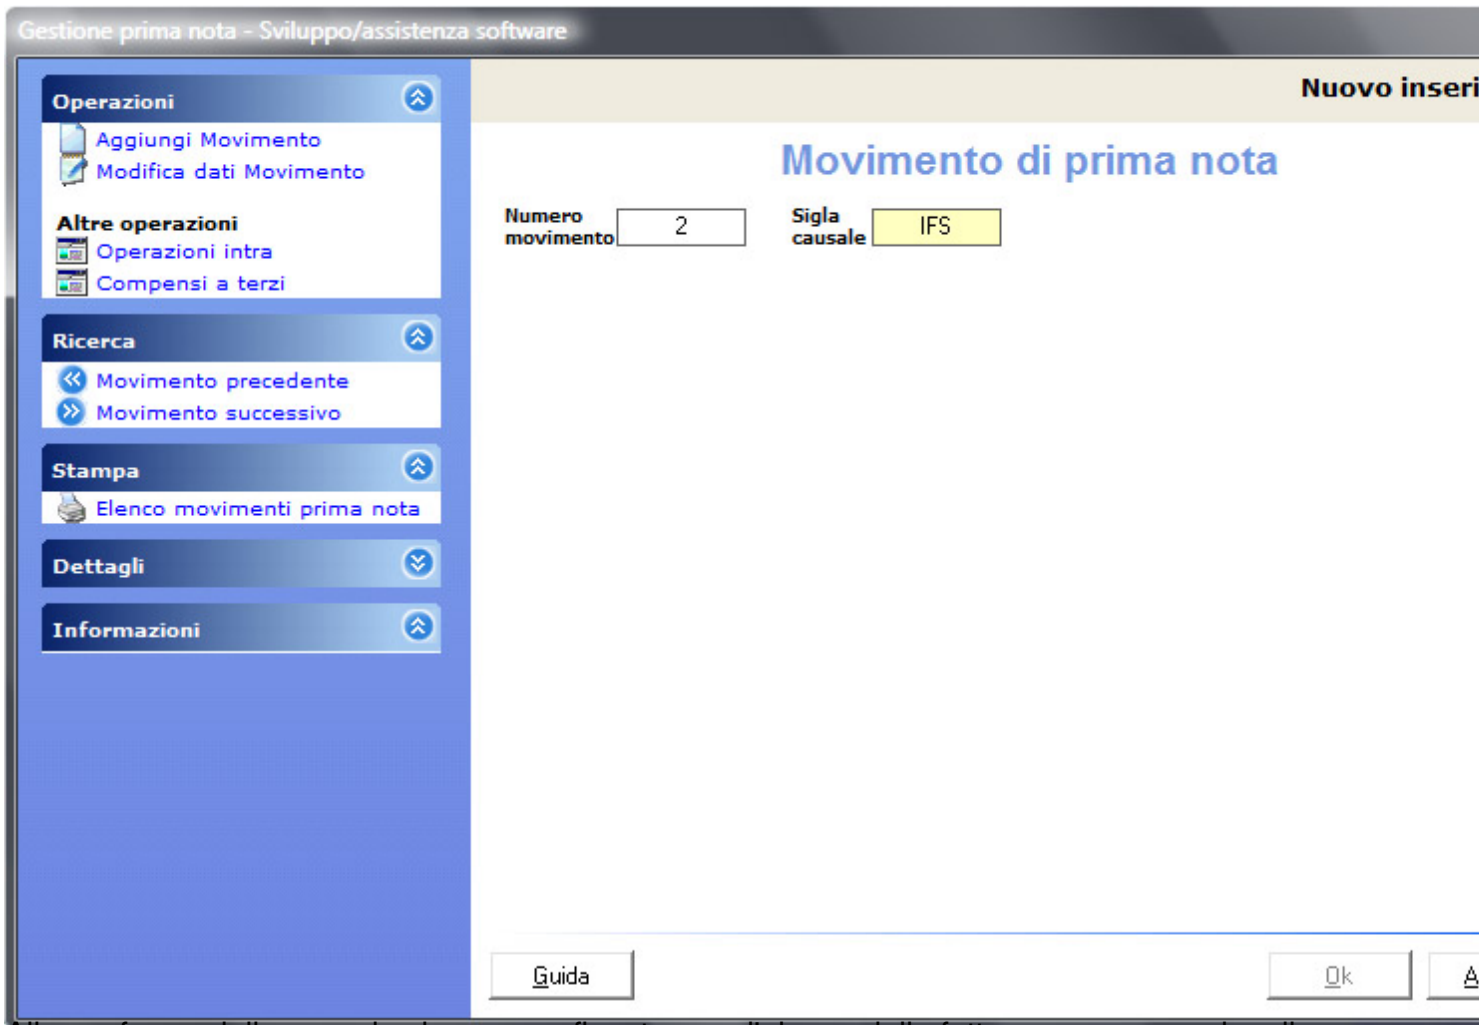 Gestione prima nota - Sviluppo/assistenza software
Operazioni
Aggiungi Movimento
Modifica dati Movimento
Altre operazioni
Operazioni intra
Compensi a terzi
Ricerca
Movimento precedente
Movimento successivo
Stampa
Elenco movimenti prima nota
Dettagli
Informazioni
Nuovo inseri
Movimento di prima nota
Numero
movimento
2
Sigla
causale
IFS
Guida
Ok
A